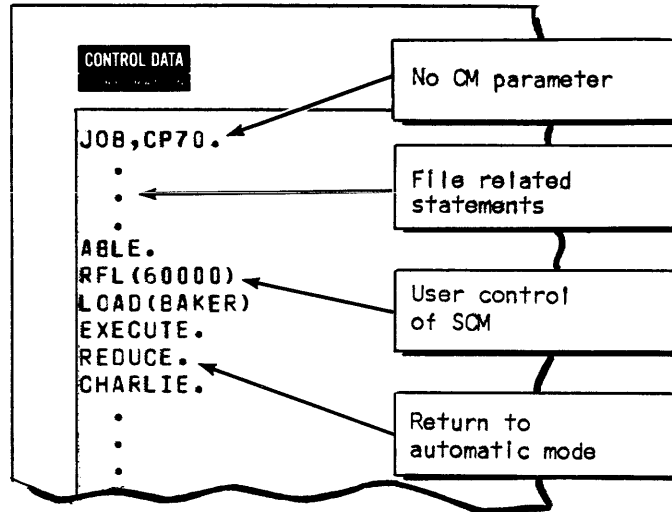 CONTROL DATA
JOB,CP70.
ABLE.
RFL(60000)
LOAD(BAKER)
EXECUTE.
REDUCE.
CHARLIE.
No CM parameter
File related
statements
User control
of SCM
Return to
automatic mode